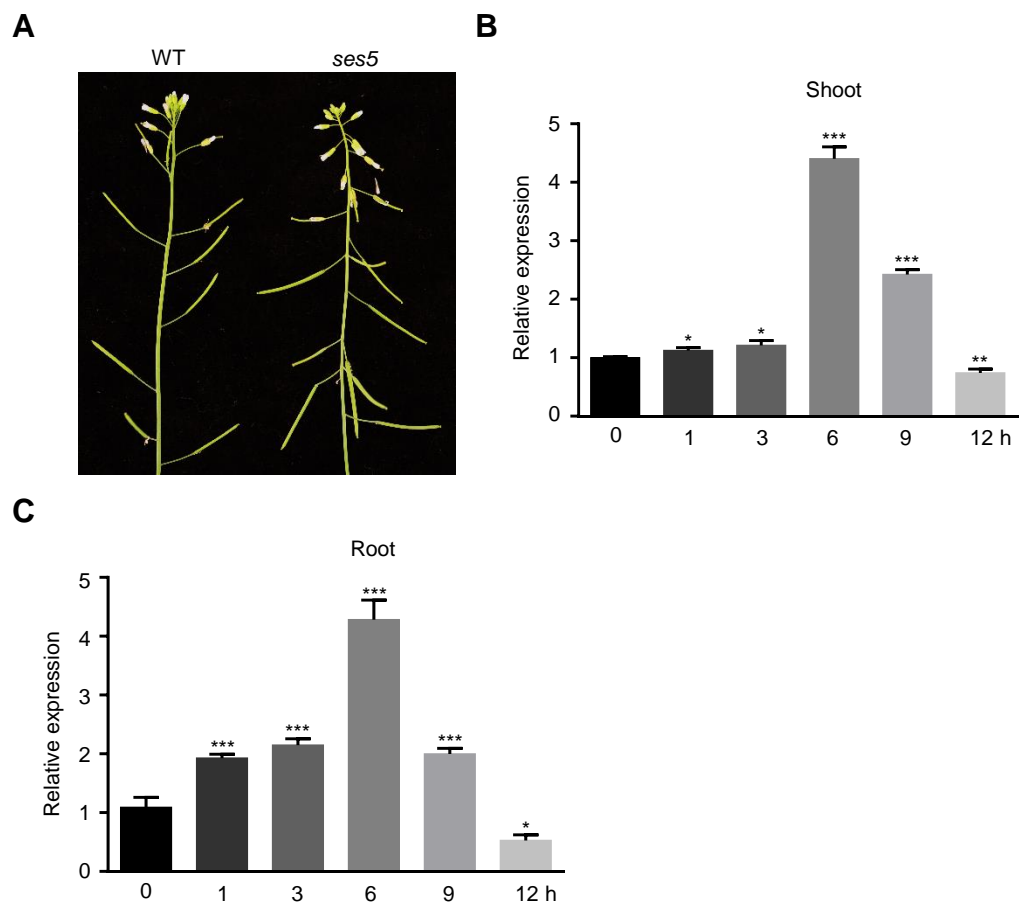 A
WT
ses5
B
Shoot
Relative expression
5
4
3
2
1
0
*
*
***
***
**
0 1 3 6 9 12 h
C
Root
Relative expression
5
4
3
2
1
0
***
***
***
***
*
0 1 3 6 9 12 h